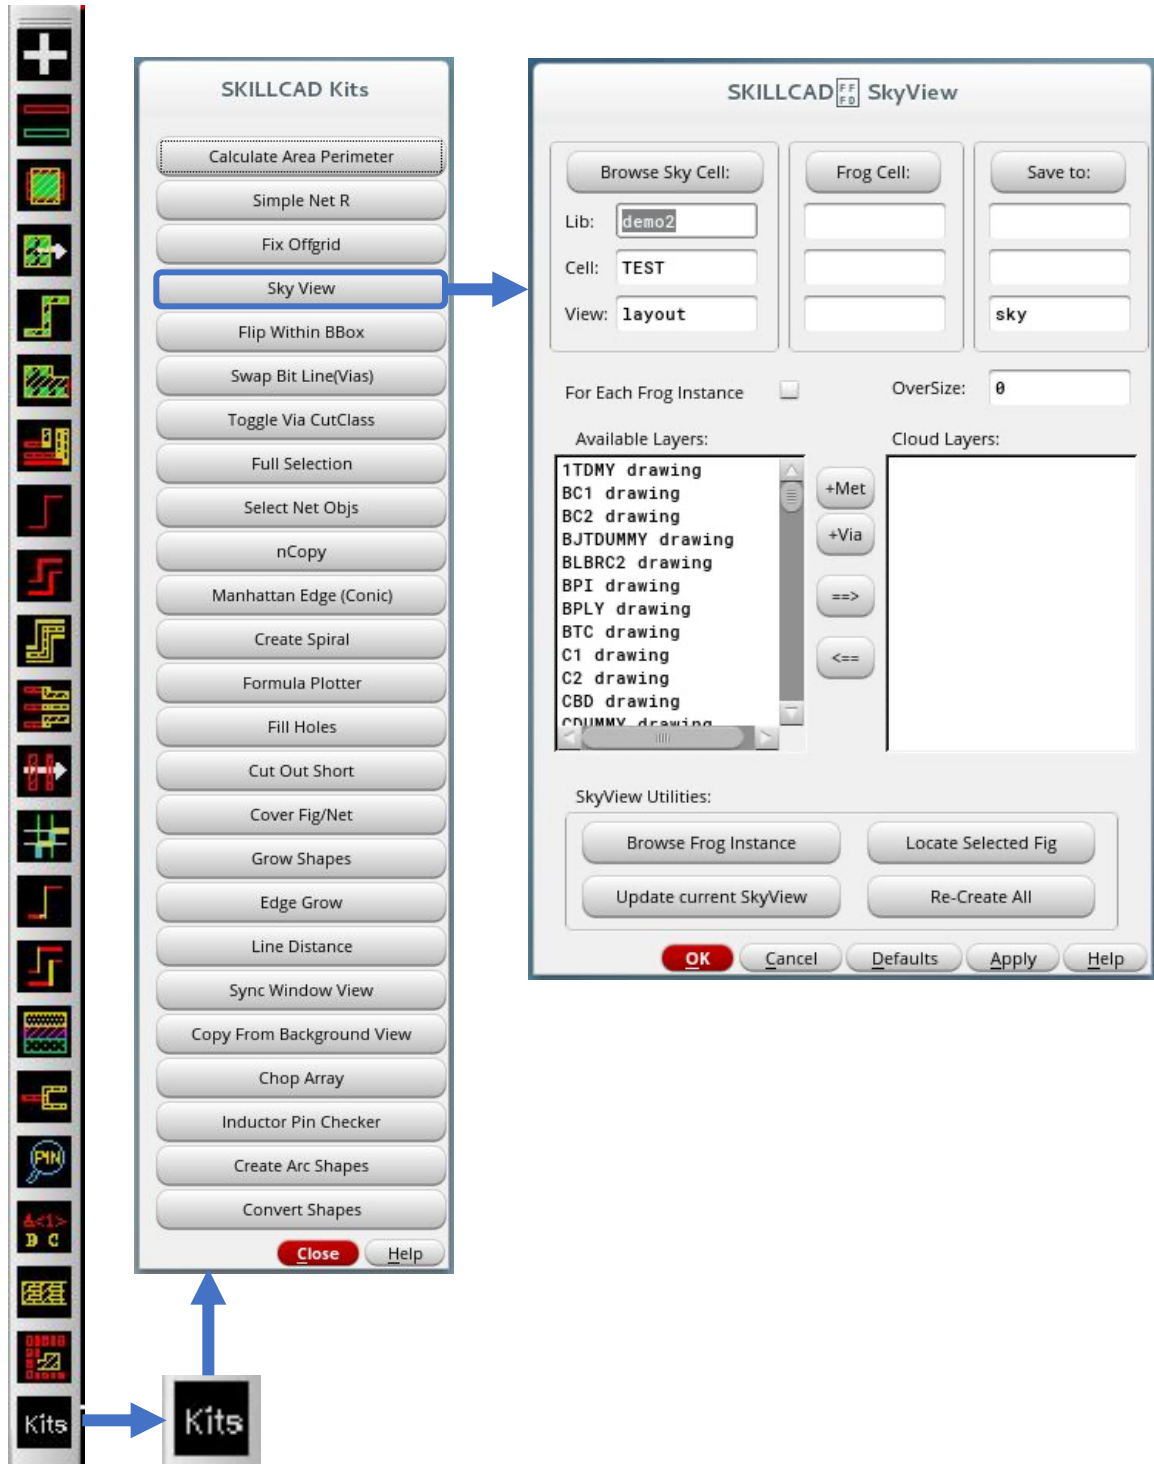 PIN
A<1>
B C
Kits
Kits
SKILLCAD Kits
Calculate Area Perimeter
Simple Net R
Fix Offgrid
Sky View
Flip Within BBox
Swap Bit Line(Vias)
Toggle Via CutClass
Full Selection
Select Net Objs
nCopy
Manhattan Edge (Conic)
Create Spiral
Formula Plotter
Fill Holes
Cut Out Short
Cover Fig/Net
Grow Shapes
Edge Grow
Line Distance
Sync Window View
Copy From Background View
Chop Array
Inductor Pin Checker
Create Arc Shapes
Convert Shapes
Close Help
SKILLCAD� SkyView
Browse Sky Cell: Frog Cell: Save to:
Lib: demo2
Cell: TEST
View: layout sky
For Each Frog Instance OverSize: 0
Available Layers: Cloud Layers:
1TDMY drawing
BC1 drawing
BC2 drawing
BJTDUMMY drawing
BLBRC2 drawing
BPI drawing
BPLY drawing
BTC drawing
C1 drawing
C2 drawing
CBD drawing
CDUMMY drawing
+Met
+Via
==>
<==
SkyView Utilities:
Browse Frog Instance Locate Selected Fig
Update current SkyView Re-Create All
OK Cancel Defaults Apply Help